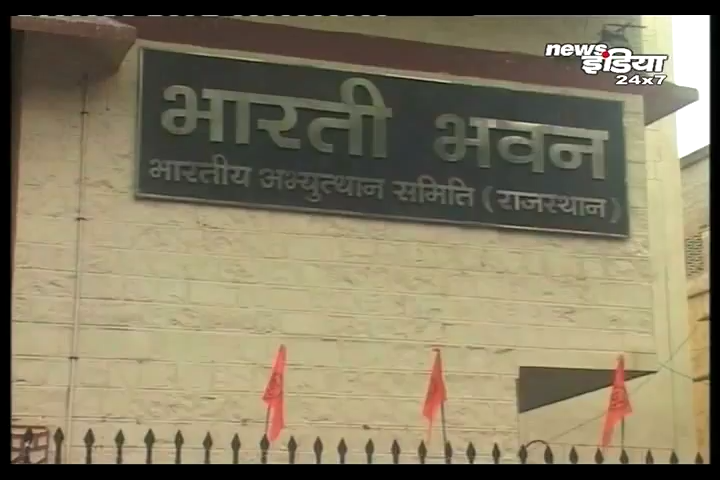 news
इंडिया
24x7
भारती भवन
भारतीय अभ्युत्थान समिति (राजस्थान)